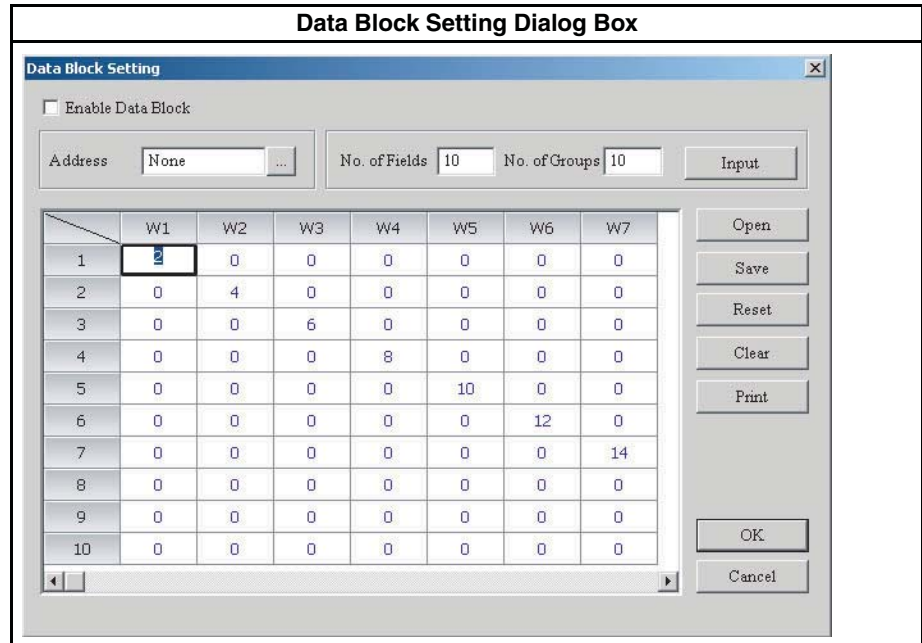 Data Block Setting Dialog Box
Data Block Setting
Enable Data Block
Address None ... No. of Fields 10 No. of Groups 10 Input
W1 W2 W3 W4 W5 W6 W7
1 2 0 0 0 0 0 0
2 0 4 0 0 0 0 0
3 0 0 6 0 0 0 0
4 0 0 0 8 0 0 0
5 0 0 0 0 10 0 0
6 0 0 0 0 0 12 0
7 0 0 0 0 0 0 14
8 0 0 0 0 0 0 0
9 0 0 0 0 0 0 0
10 0 0 0 0 0 0 0
Open
Save
Reset
Clear
Print
OK
Cancel